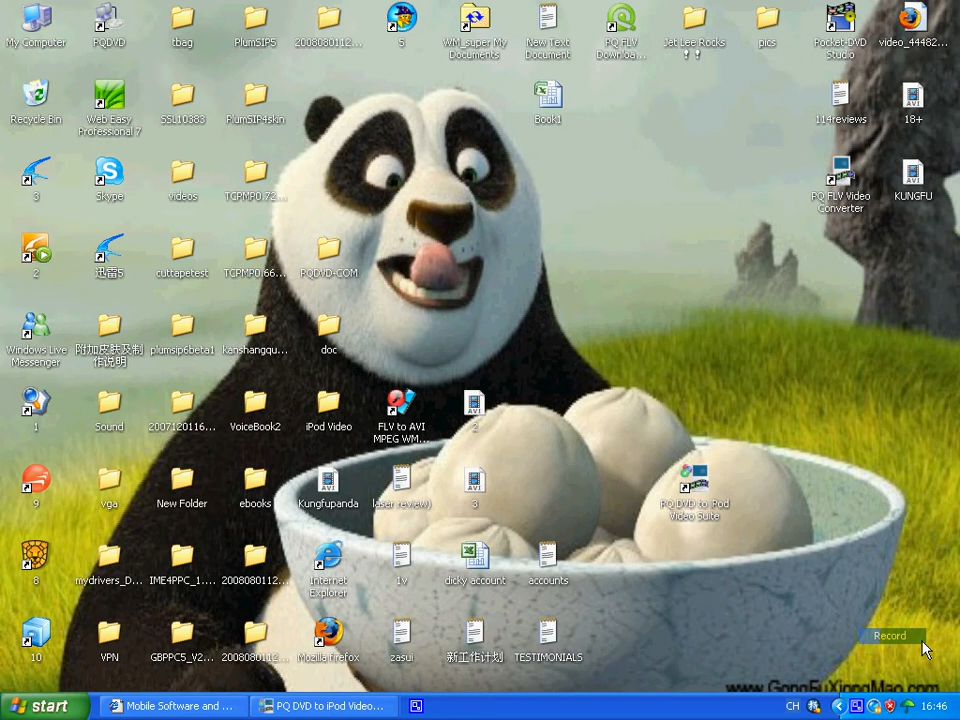 My Computer
PQDVD
tbag
PlumSIP5
2008080112...
5
WM_super My Documents
New Text Document
PQ FLV Downloa...
Jet Lee Rocks !!
pics
Pocket-DVD Studio
video_44482...
Recycle Bin
Web Easy Professional 7
SSL10383
PlumSIP4skin
Book1
114reviews
18+
3
Skype
videos
TCPMP0.72...
PQ FLV Video Converter
KUNGFU
2
迅雷5
cuttapetest
TCPMP0.66...
PQDVD-COM
Windows Live Messenger
附加皮肤及制作说明
plumsip6beta1
kanshangqu...
doc
1
Sound
2007120116...
VoiceBook2
iPod Video
FLV to AVI MPEG WM...
2
9
vga
New Folder
ebooks
Kungfupanda
laser review)
3
PQ DVD to iPod Video Suite
8
mydrivers_D...
IME4PPC_1....
2008080112...
Internet Explorer
1v
dicky account
accounts
10
VPN
GBPPC5_V2...
2008080112...
Mozilla firefox
zasui
新工作计划
TESTIMONIALS
Record
www.GongFuXiongMao.com
start
Mobile Software and ...
PQ DVD to iPod Video...
CH
16:46